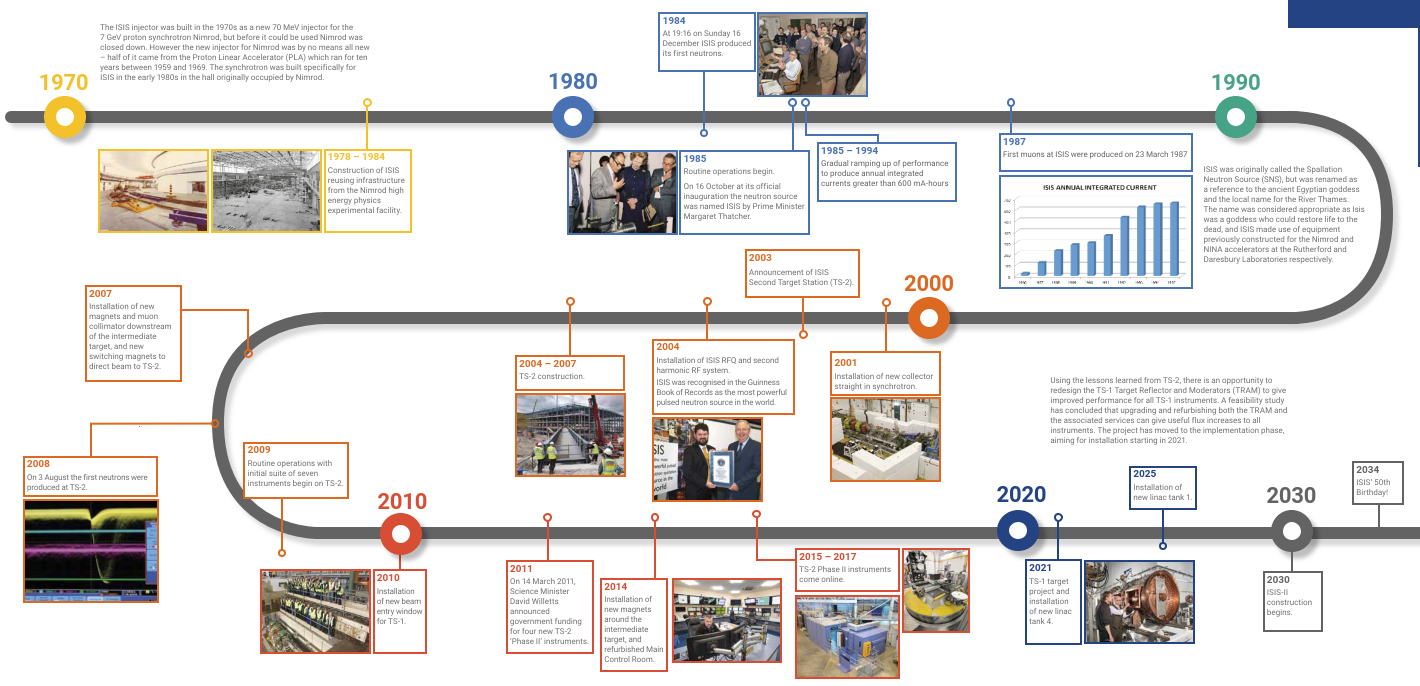 The ISIS injector was built in the 1970s as a new 70 MeV injector for the
7 GeV proton synchrotron Nimrod, but before it could be used Nimrod was
closed down. However the new injector for Nimrod was by no means all new
– half of it came from the Proton Linear Accelerator (PLA) which ran for ten
years between 1959 and 1969. The synchrotron was built specifically for
ISIS in the early 1980s in the hall originally occupied by Nimrod.
1970
1978 – 1984
Construction of ISIS
reusing infrastructure
from the Nimrod high
energy physics
experimental facility.
1980
1984
At 19:16 on Sunday 16
December ISIS produced
its first neutrons.
1985
Routine operations begin.
On 16 October at its official
inauguration the neutron source
was named ISIS by Prime Minister
Margaret Thatcher.
1985 – 1994
Gradual ramping up of performance
to produce annual integrated
currents greater than 600 mA-hours
1987
First muons at ISIS were produced on 23 March 1987
ISIS ANNUAL INTEGRATED CURRENT
1990
ISIS was originally called the Spallation
Neutron Source (SNS), but was renamed as
a reference to the ancient Egyptian goddess
and the local name for the River Thames.
The name was considered appropriate as Isis
was a goddess who could restore life to the
dead, and ISIS made use of equipment
previously constructed for the Nimrod and
NINA accelerators at the Rutherford and
Daresbury Laboratories respectively.
2000
2001
Installation of new collector
straight in synchrotron.
2003
Announcement of ISIS
Second Target Station (TS-2).
2004
Installation of ISIS RFQ and second
harmonic RF system.
ISIS was recognised in the Guinness
Book of Records as the most powerful
pulsed neutron source in the world.
SIS
world
2004 – 2007
TS-2 construction.
2007
Installation of new
magnets and muon
collimator downstream
of the intermediate
target, and new
switching magnets to
direct beam to TS-2.
2008
On 3 August the first neutrons were
produced at TS-2.
2009
Routine operations with
initial suite of seven
instruments begin on TS-2.
2010
2010
Installation
of new beam
entry window
for TS-1.
2011
On 14 March 2011,
Science Minister
David Willetts
announced
government funding
for four new TS-2
'Phase II' instruments.
2014
Installation of
new magnets
around the
intermediate
target, and
refurbished Main
Control Room.
2015 – 2017
TS-2 Phase II instruments
come online.
Using the lessons learned from TS-2, there is an opportunity to
redesign the TS-1 Target Reflector and Moderators (TRAM) to give
improved performance for all TS-1 instruments. A feasibility study
has concluded that upgrading and refurbishing both the TRAM and
the associated services can give useful flux increases to all
instruments. The project has moved to the implementation phase,
aiming for installation starting in 2021.
2020
2021
TS-1 target
project and
installation
of new linac
tank 4.
2025
Installation of
new linac tank 1.
2030
2030
ISIS-II
construction
begins.
2034
ISIS' 50th
Birthday!